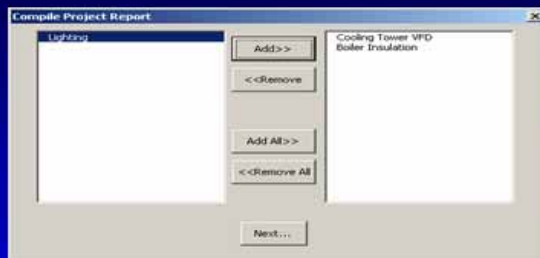 Compile Project Report
Lighting
Add>>
<<Remove
Add All>>
<<Remove All
Cooling Tower VFD
Boiler Insulation
Next...